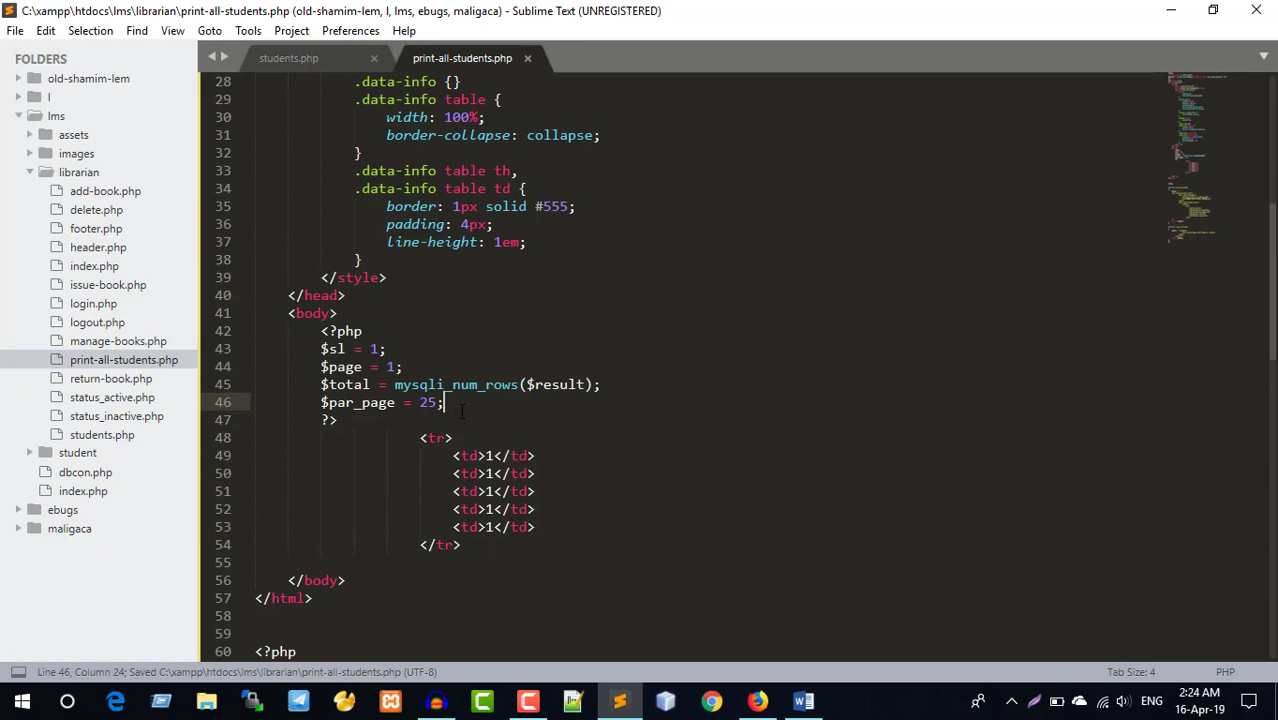 C:\xampp\htdocs\lms\librarian\print-all-students.php (old-shamim-lem, l, lms, ebugs, maligaca) - Sublime Text (UNREGISTERED)
File Edit Selection Find View Goto Tools Project Preferences Help
FOLDERS
old-shamim-lem
l
lms
assets
images
librarian
add-book.php
delete.php
footer.php
header.php
index.php
issue-book.php
login.php
logout.php
manage-books.php
print-all-students.php
return-book.php
status_active.php
status_inactive.php
students.php
student
dbcon.php
index.php
ebugs
maligaca
students.php
print-all-students.php
28 .data-info {}
29 .data-info table {
30 width: 100%;
31 border-collapse: collapse;
32 }
33 .data-info table th,
34 .data-info table td {
35 border: 1px solid #555;
36 padding: 4px;
37 line-height: 1em;
38 }
39 </style>
40 </head>
41 <body>
42 <?php
43 $sl = 1;
44 $page = 1;
45 $total = mysqli_num_rows($result);
46 $par_page = 25;
47 ?>
48 <tr>
49 <td>1</td>
50 <td>1</td>
51 <td>1</td>
52 <td>1</td>
53 <td>1</td>
54 </tr>
55
56 </body>
57 </html>
58
59
60 <?php
Line 46, Column 24; Saved C:\xampp\htdocs\lms\librarian\print-all-students.php (UTF-8)
Tab Size: 4
PHP
ENG
2:24 AM
16-Apr-19